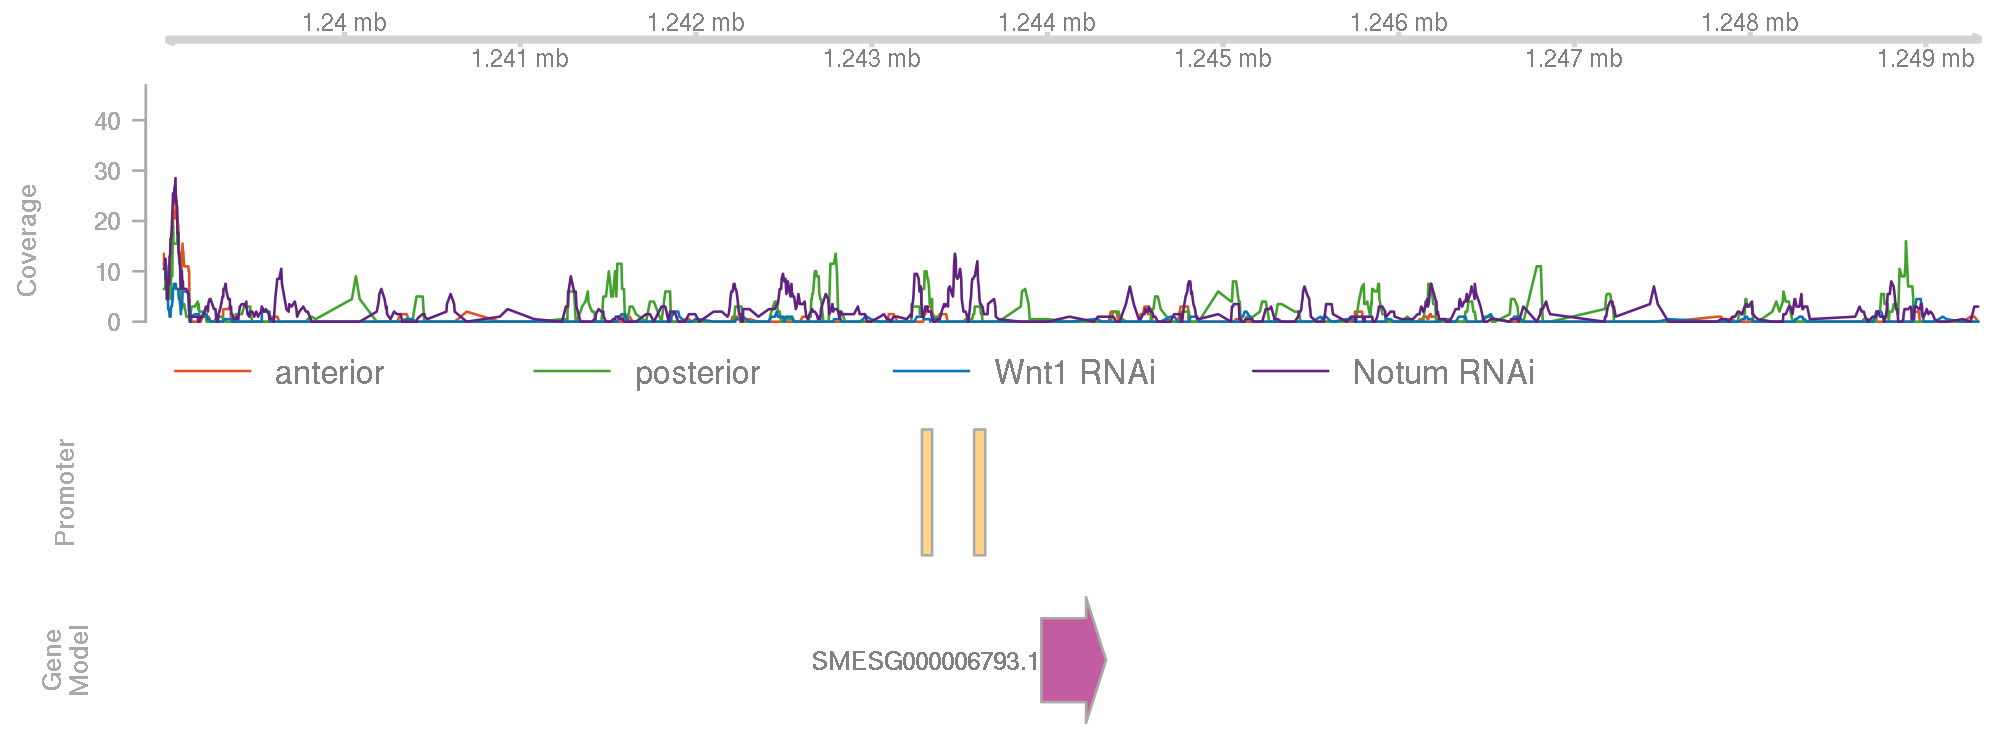 1.24 mb 1.242 mb 1.244 mb 1.246 mb 1.248 mb
1.241 mb 1.243 mb 1.245 mb 1.247 mb 1.249 mb
Coverage
40
30
20
10
0
anterior posterior Wnt1 RNAi Notum RNAi
Promoter
Gene
Model
SMESG000006793.1